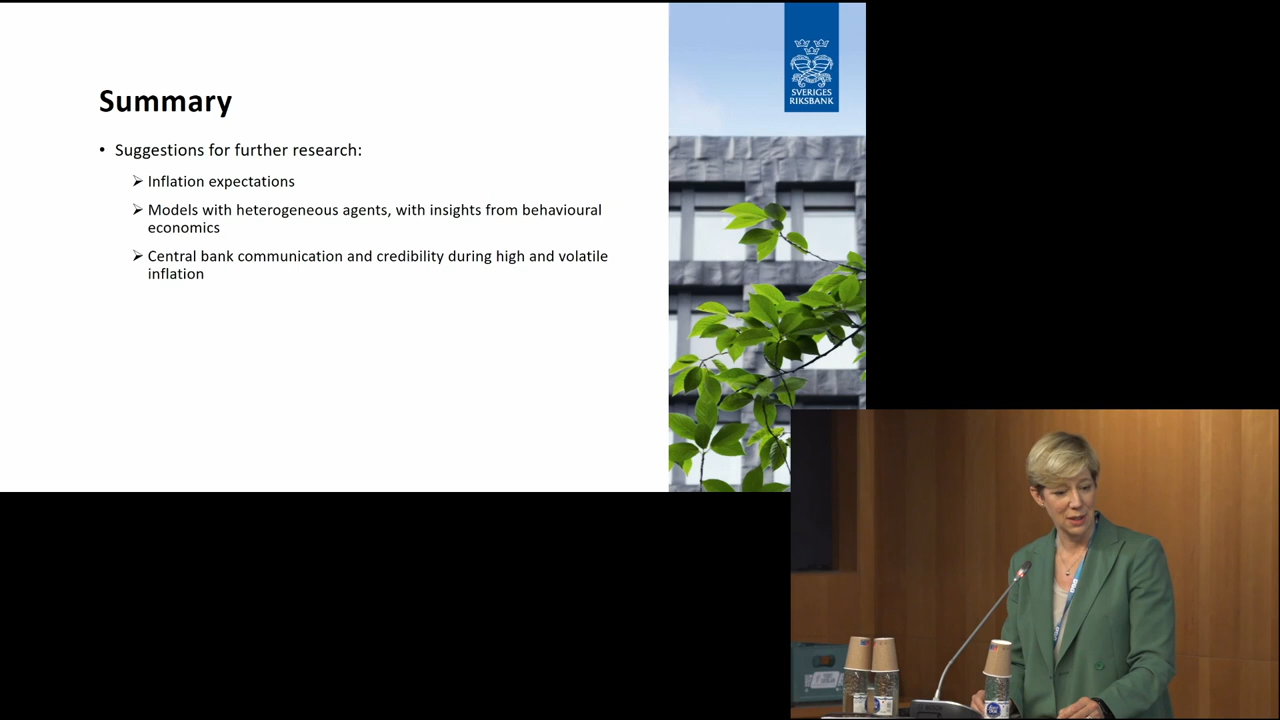 SVERIGES
RIKSBANK
Summary
• Suggestions for further research:
➢ Inflation expectations
➢ Models with heterogeneous agents, with insights from behavioural
economics
➢ Central bank communication and credibility during high and volatile
inflation